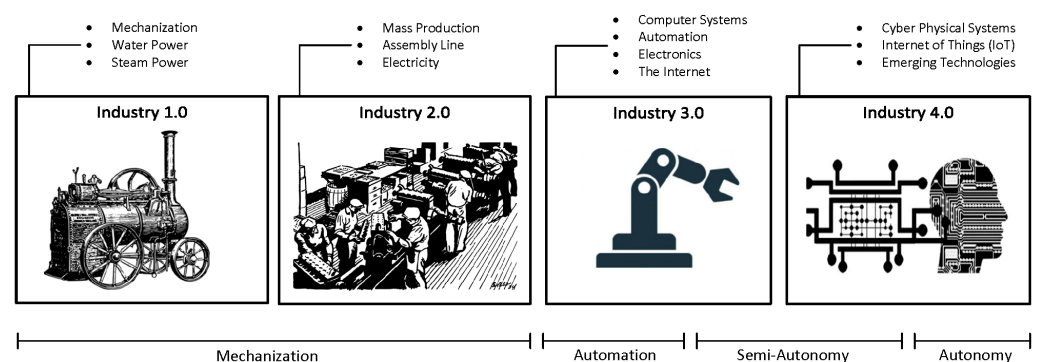 Mechanization
Water Power
Steam Power
Mass Production
Assembly Line
Electricity
Computer Systems
Automation
Electronics
The Internet
Cyber Physical Systems
Internet of Things (IoT)
Emerging Technologies
Industry 1.0
Industry 2.0
Industry 3.0
Industry 4.0
Mechanization
Automation
Semi-Autonomy
Autonomy